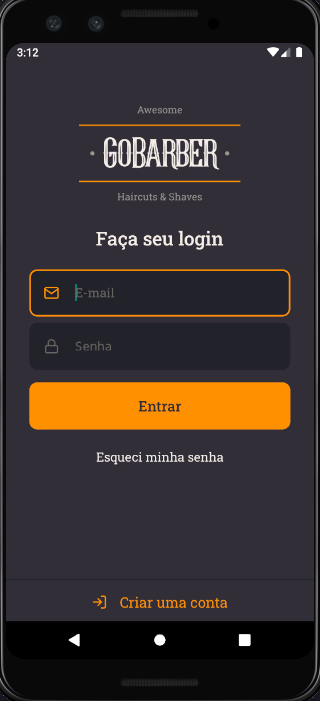 3:12
Awesome
GOBARBER
Haircuts & Shaves
Faça seu login
E-mail
Senha
Entrar
Esqueci minha senha
Criar uma conta